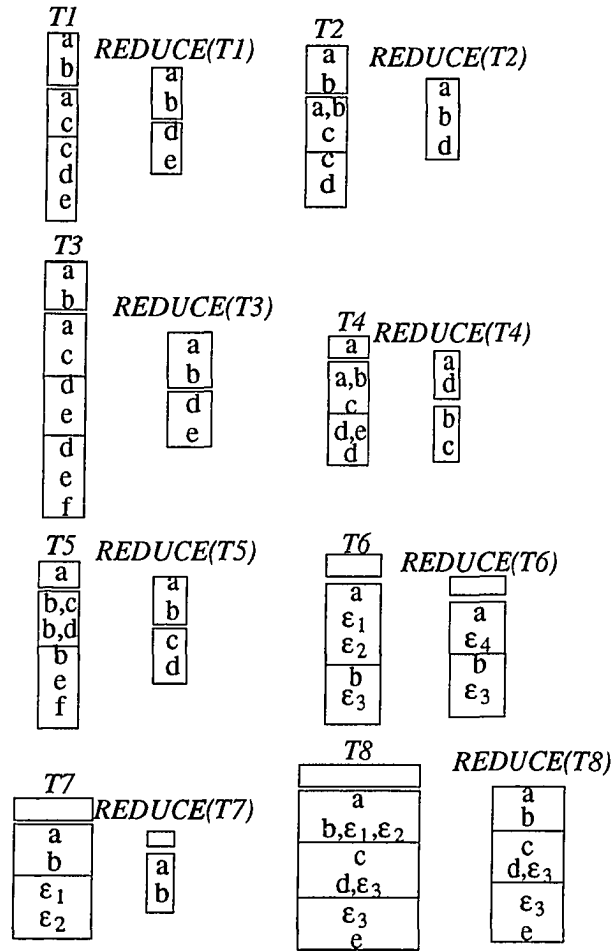 T1
a
b
a
c
c
d
e
REDUCE(T1)
a
b
d
e
T2
a
b
a,b
c
c
d
REDUCE(T2)
a
b
d
T3
a
b
a
c
d
e
d
e
f
REDUCE(T3)
a
b
d
e
T4
a
a,b
c
d,e
d
REDUCE(T4)
a
d
b
c
T5
a
b,c
b,d
b
e
f
REDUCE(T5)
a
b
c
d
T6
a
ε₁
ε₂
b
ε₃
REDUCE(T6)
a
ε₄
b
ε₃
T7
a
b
ε₁
ε₂
REDUCE(T7)
a
b
T8
a
b,ε₁,ε₂
c
d,ε₃
ε₃
e
REDUCE(T8)
a
b
c
d,ε₃
ε₃
e